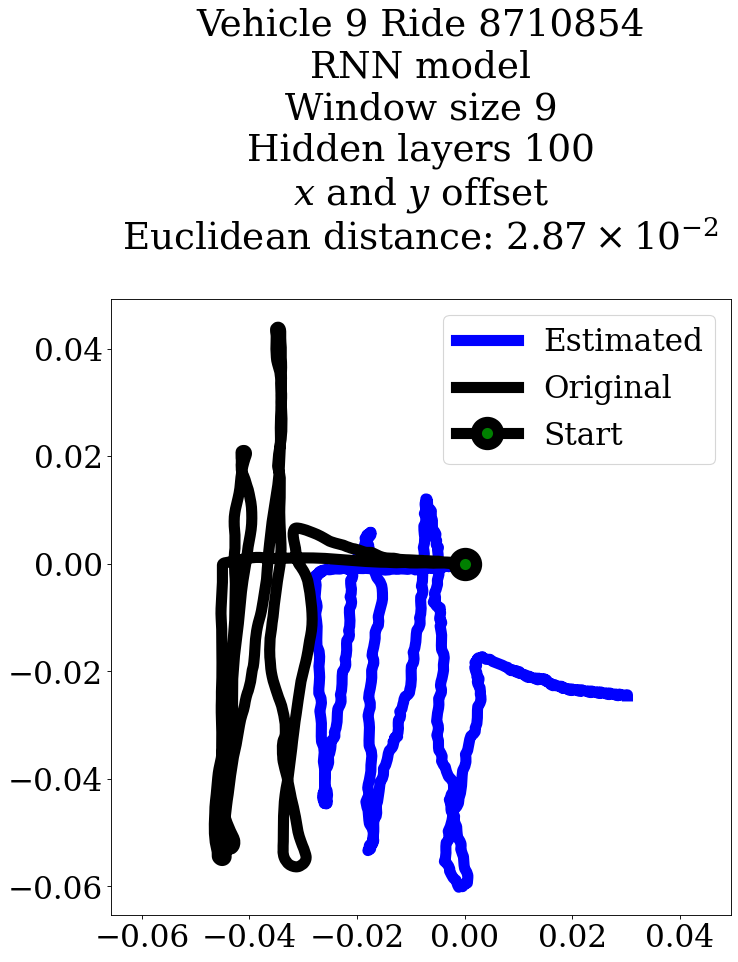 Vehicle 9 Ride 8710854
RNN model
Window size 9
Hidden layers 100
x and y offset
Euclidean distance: 2.87 × 10⁻²
Estimated
Original
Start
0.04
0.02
0.00
−0.02
−0.04
−0.06
−0.06 −0.04 −0.02 0.00 0.02 0.04